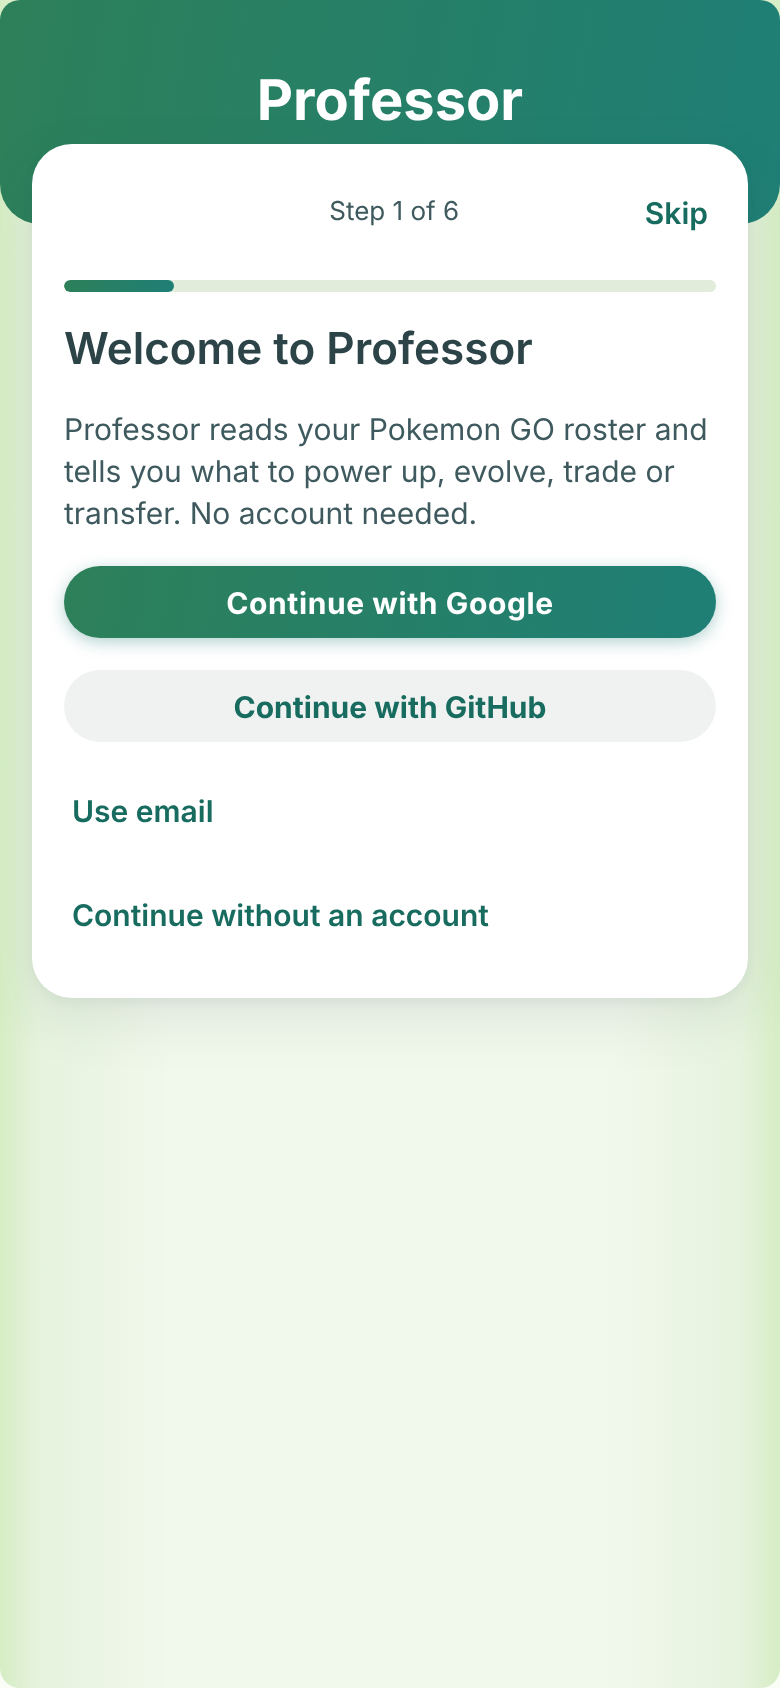 Professor
Step 1 of 6
Skip
Welcome to Professor
Professor reads your Pokemon GO roster and
tells you what to power up, evolve, trade or
transfer. No account needed.
Continue with Google
Continue with GitHub
Use email
Continue without an account